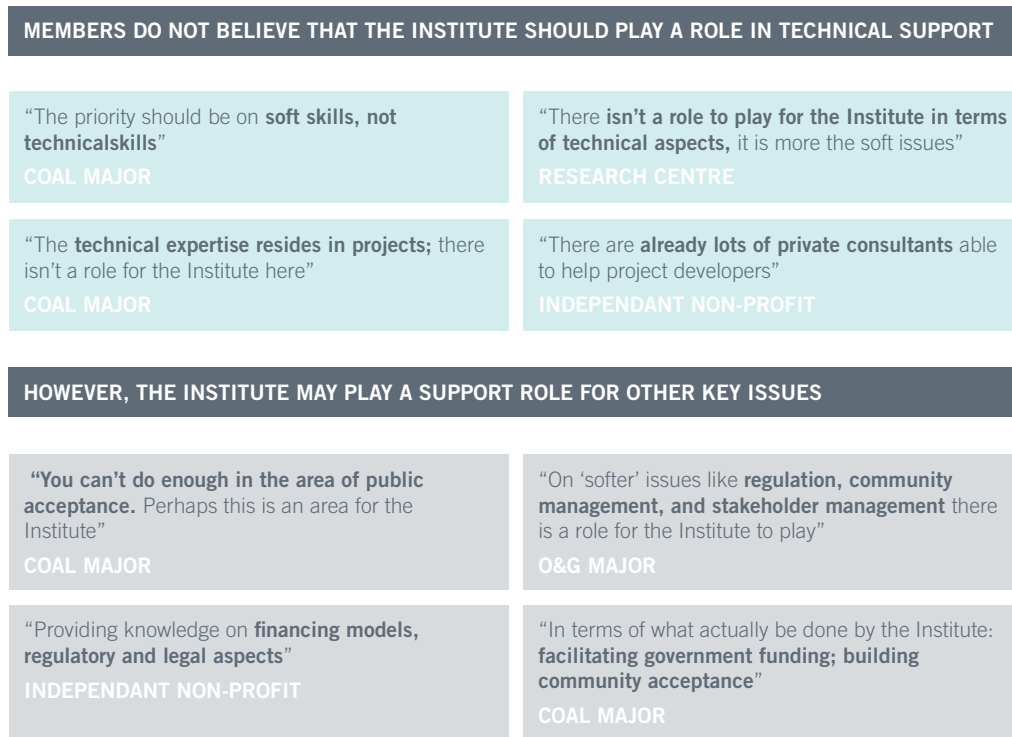 MEMBERS DO NOT BELIEVE THAT THE INSTITUTE SHOULD PLAY A ROLE IN TECHNICAL SUPPORT
“The priority should be on soft skills, not
technicalskills”
COAL MAJOR
“There isn’t a role to play for the Institute in terms
of technical aspects, it is more the soft issues”
RESEARCH CENTRE
“The technical expertise resides in projects; there
isn’t a role for the Institute here”
COAL MAJOR
“There are already lots of private consultants able
to help project developers”
INDEPENDANT NON-PROFIT
HOWEVER, THE INSTITUTE MAY PLAY A SUPPORT ROLE FOR OTHER KEY ISSUES
“You can’t do enough in the area of public
acceptance. Perhaps this is an area for the
Institute”
COAL MAJOR
“On ‘softer’ issues like regulation, community
management, and stakeholder management there
is a role for the Institute to play”
O&G MAJOR
“Providing knowledge on financing models,
regulatory and legal aspects”
INDEPENDANT NON-PROFIT
“In terms of what actually be done by the Institute:
facilitating government funding; building
community acceptance”
COAL MAJOR